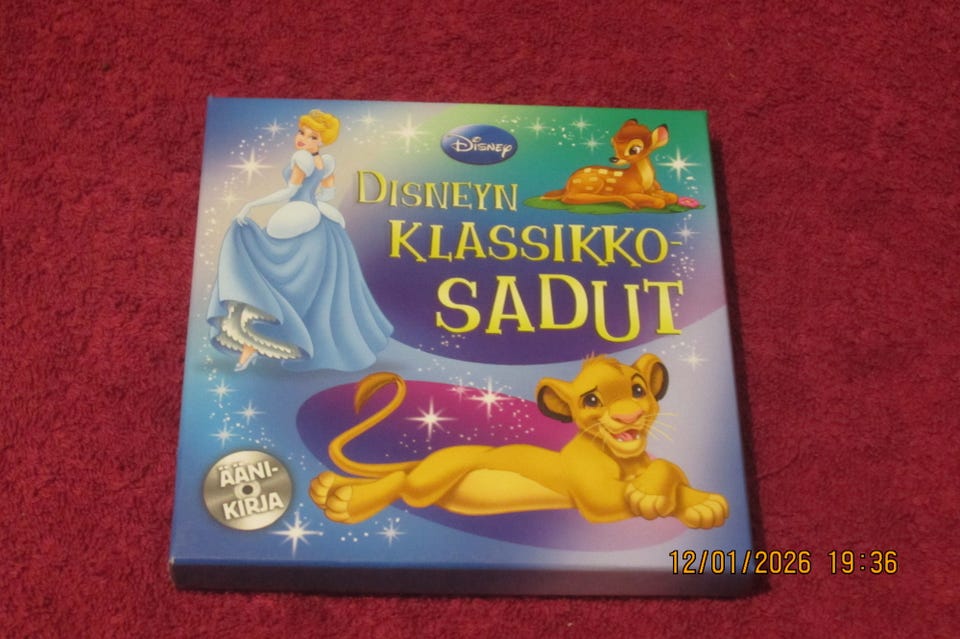 Disney
DISNEYN
KLASSIKKO-
SADUT
ÄÄNI-
KIRJA
12/01/2026 19:36